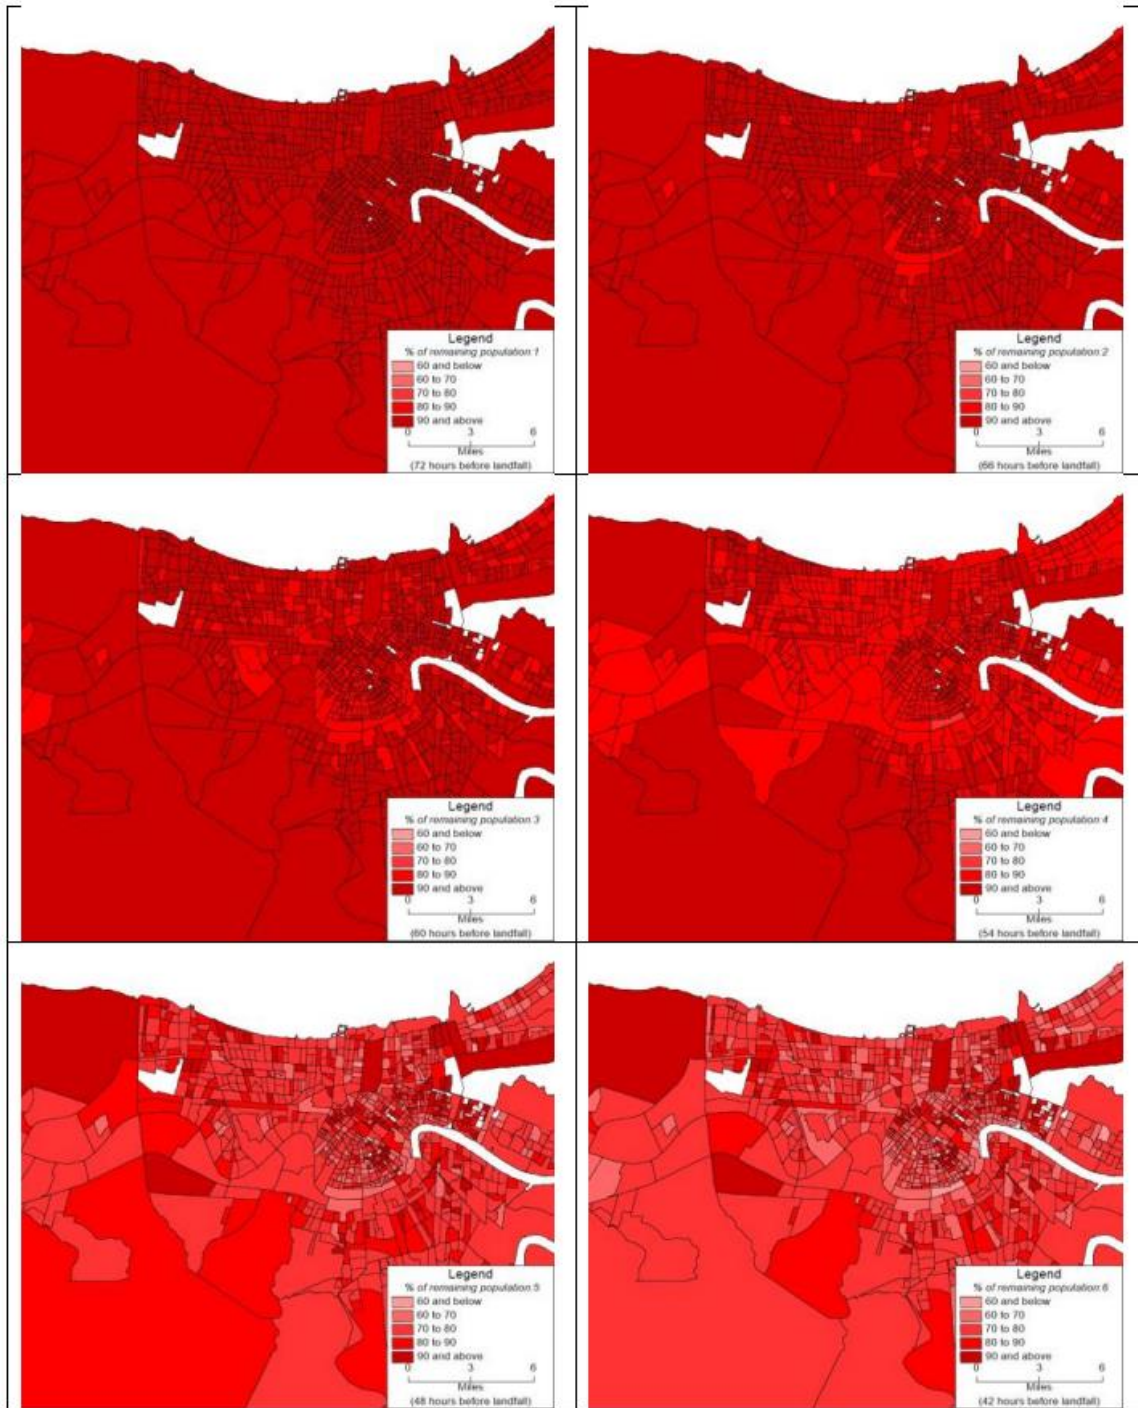 Legend
% of remaining population:1
60 and below
60 to 70
70 to 80
80 to 90
90 and above
0 3 6
Miles
(72 hours before landfall)
Legend
% of remaining population:2
60 and below
60 to 70
70 to 80
80 to 90
90 and above
0 3 6
Miles
(66 hours before landfall)
Legend
% of remaining population:3
60 and below
60 to 70
70 to 80
80 to 90
90 and above
0 3 6
Miles
(60 hours before landfall)
Legend
% of remaining population:4
60 and below
60 to 70
70 to 80
80 to 90
90 and above
0 3 6
Miles
(54 hours before landfall)
Legend
% of remaining population:5
60 and below
60 to 70
70 to 80
80 to 90
90 and above
0 3 6
Miles
(48 hours before landfall)
Legend
% of remaining population:6
60 and below
60 to 70
70 to 80
80 to 90
90 and above
0 3 6
Miles
(42 hours before landfall)